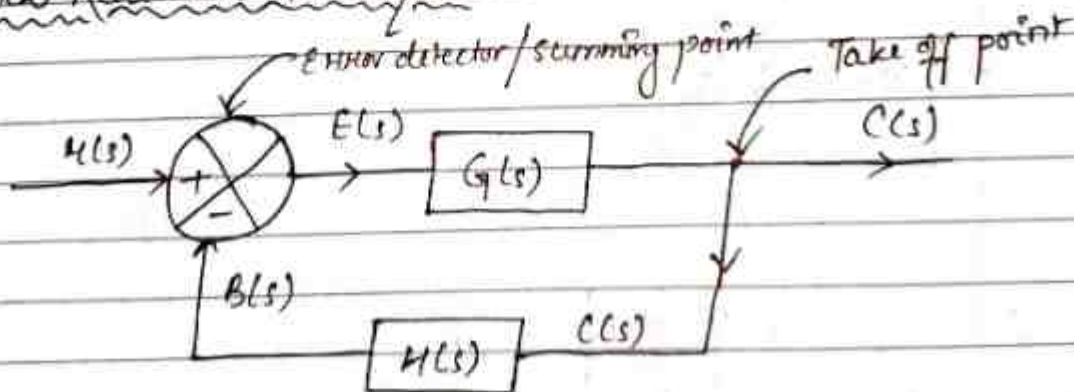 Error detector/summing point
Take off point
R(s)
E(s)
C(s)
+
G(s)
-
B(s)
H(s)
C(s)